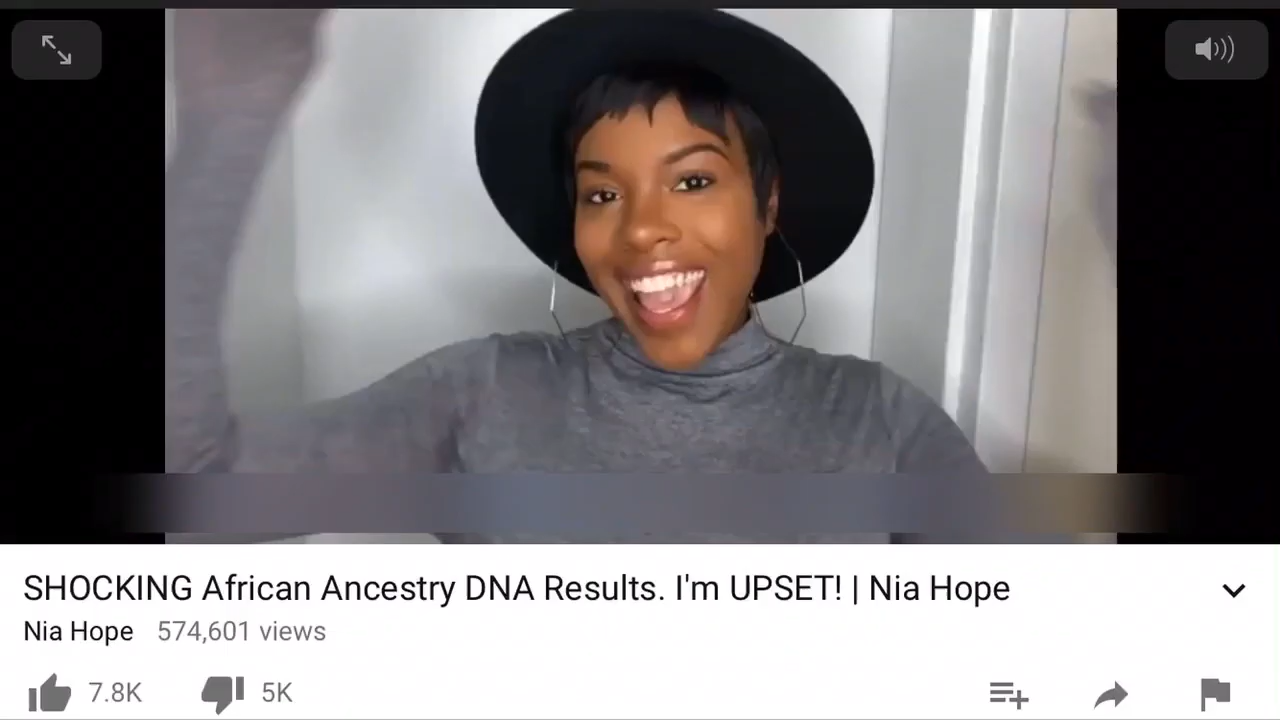 SHOCKING African Ancestry DNA Results. I'm UPSET! | Nia Hope
Nia Hope 574,601 views
7.8K 5K